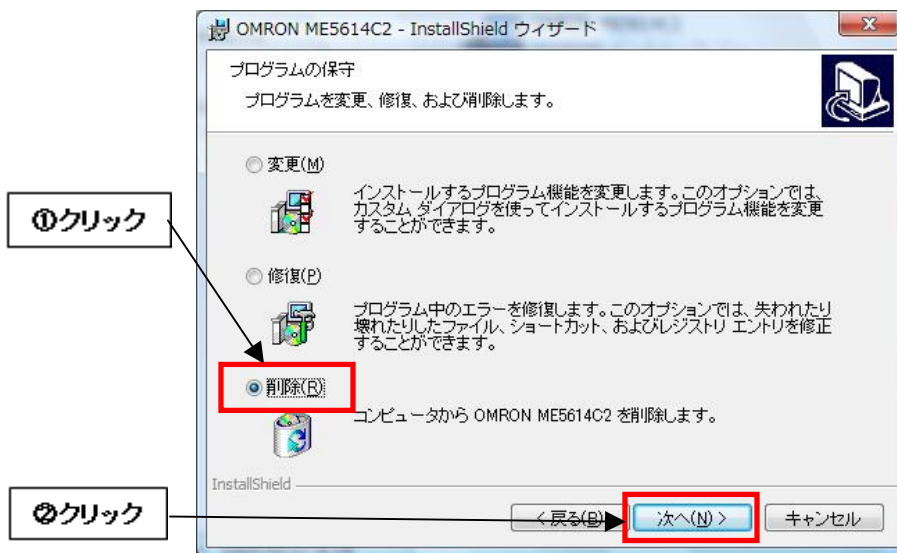 OMRON ME5614C2 - InstallShield ウィザード
プログラムの保守
プログラムを変更、修復、および削除します。
変更(M)
インストールするプログラム機能を変更します。このオプションでは、
カスタム ダイアログを使ってインストールするプログラム機能を変更
することができます。
①クリック
修復(P)
プログラム中のエラーを修復します。このオプションでは、失われたり
壊れたりしたファイル、ショートカット、およびレジストリ エントリを修正
することができます。
削除(R)
コンピュータから OMRON ME5614C2 を削除します。
InstallShield
②クリック
< 戻る(B)
次へ(N) >
キャンセル